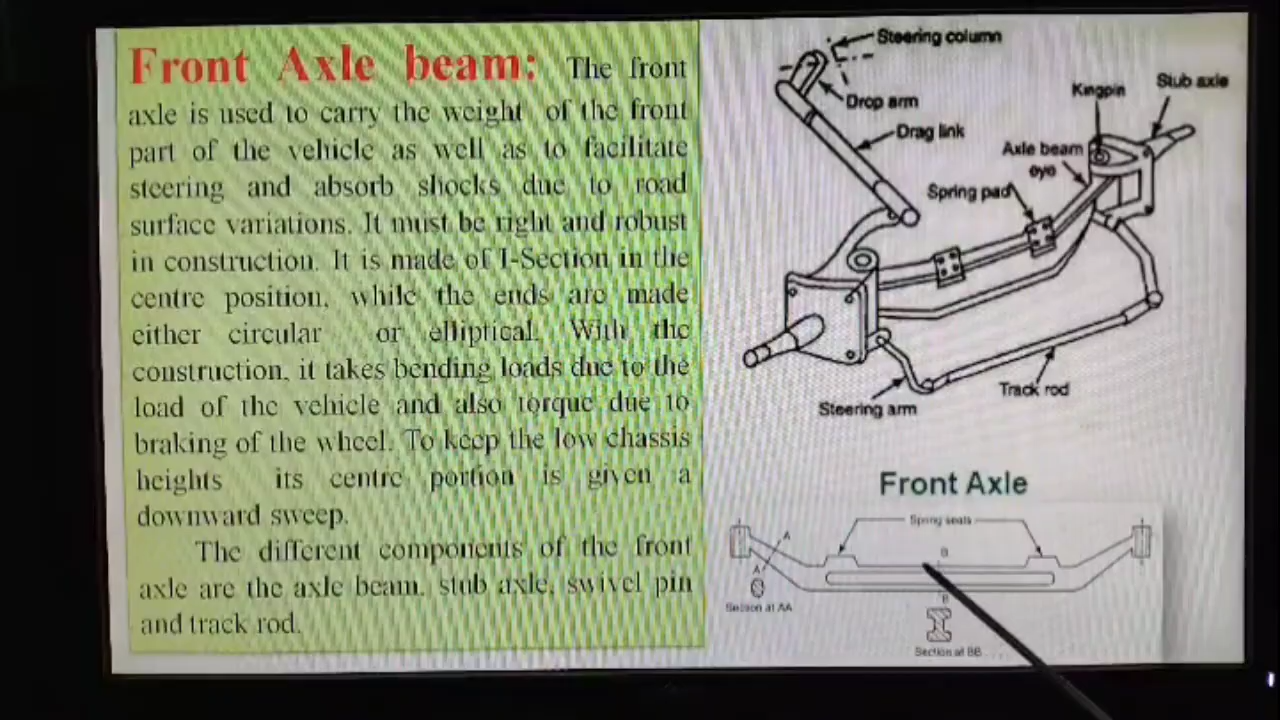 Front Axle beam: The front
axle is used to carry the weight of the front
part of the vehicle as well as to facilitate
steering and absorb shocks due to road
surface variations. It must be right and robust
in construction. It is made of I-Section in the
centre position, while the ends are made
either circular or elliptical. With the
construction, it takes bending loads due to the
load of the vehicle and also torque due to
braking of the wheel. To keep the low chassis
heights its centre portion is given a
downward sweep.
The different components of the front
axle are the axle beam, stub axle, swivel pin
and track rod.
Steering column
Drop arm
Drag link
Kingpin
Stub axle
Axle beam
eye
Spring pad
Track rod
Steering arm
Front Axle
Spring seats
A
A
B
B
Section at AA
Section at BB